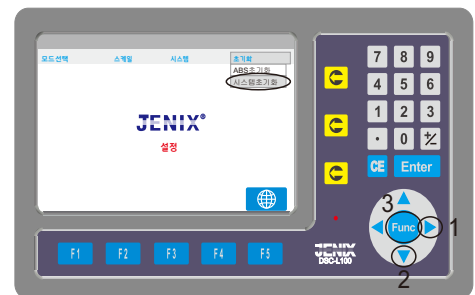 모드선택 스케일 시스템 초기화
ABS초기화
시스템초기화
JENIX®
설정
7 8 9
4 5 6
1 2 3
· 0 +/-
CE Enter
3
Func 1
2
F1 F2 F3 F4 F5
JENIX
DSC-L100